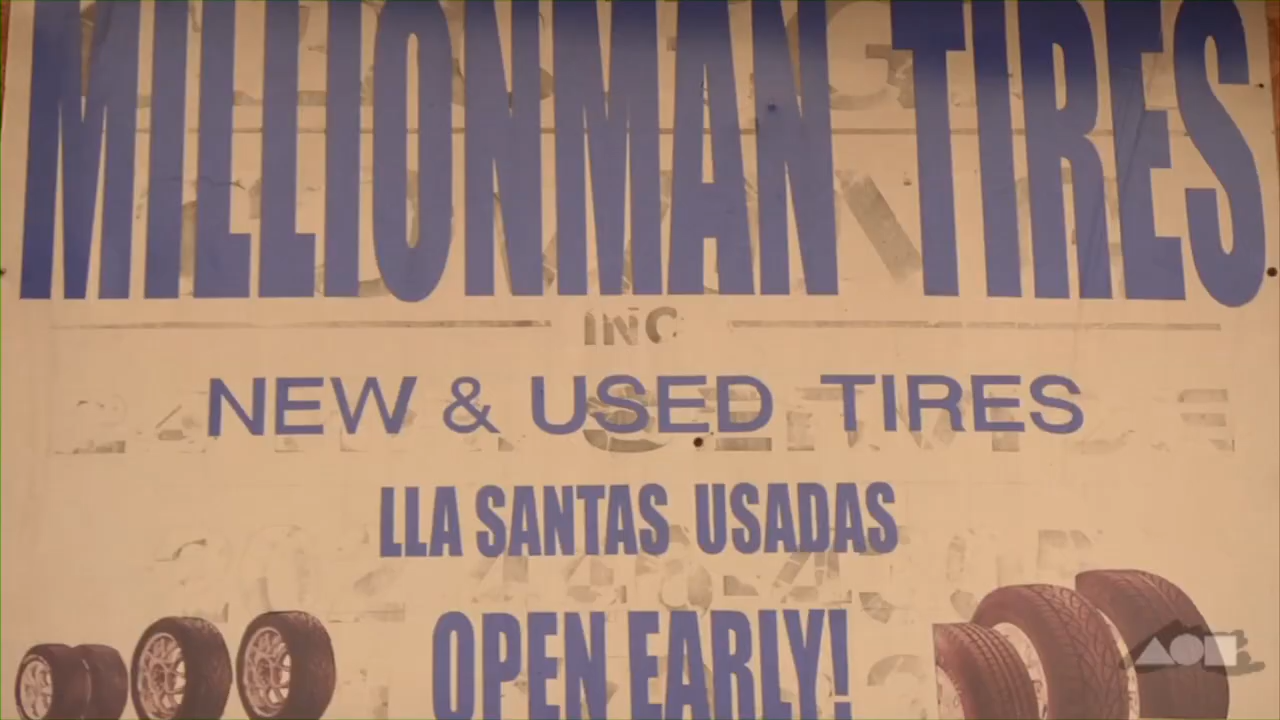 MILLIONMAN TIRES
INC
NEW & USED TIRES
LLA SANTAS USADAS
OPEN EARLY!